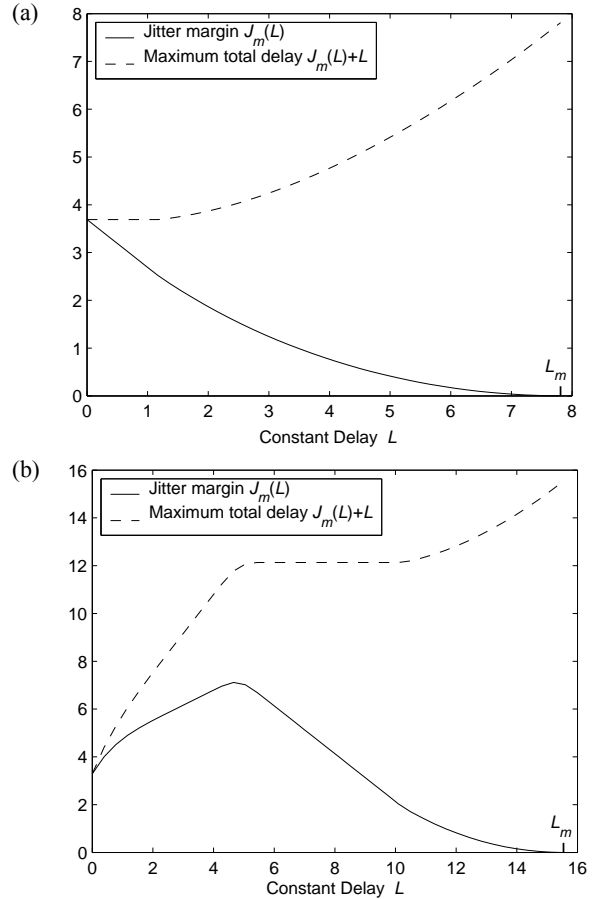 (a)
8
7
6
5
4
3
2
1
0
Jitter margin J_m(L)
Maximum total delay J_m(L)+L
L_m
0 1 2 3 4 5 6 7 8
Constant Delay L
(b)
16
14
12
10
8
6
4
2
0
Jitter margin J_m(L)
Maximum total delay J_m(L)+L
L_m
0 2 4 6 8 10 12 14 16
Constant Delay L